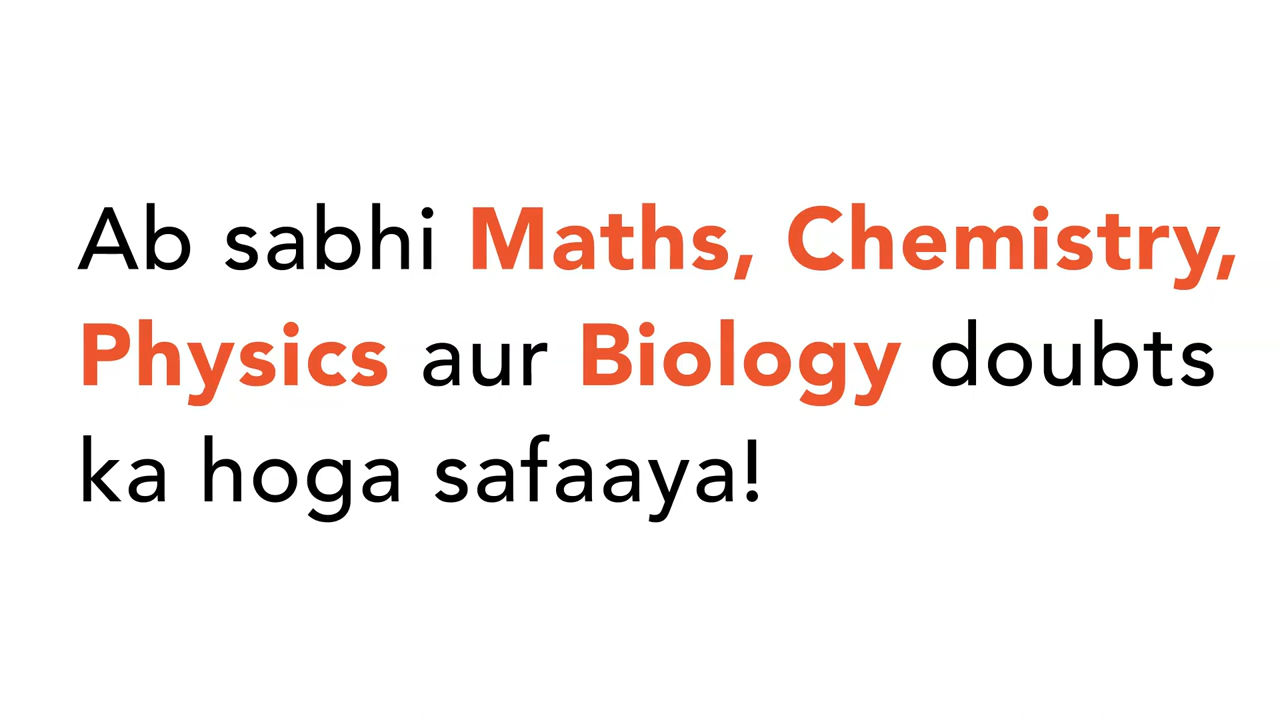 Ab sabhi Maths, Chemistry,
Physics aur Biology doubts
ka hoga safaaya!